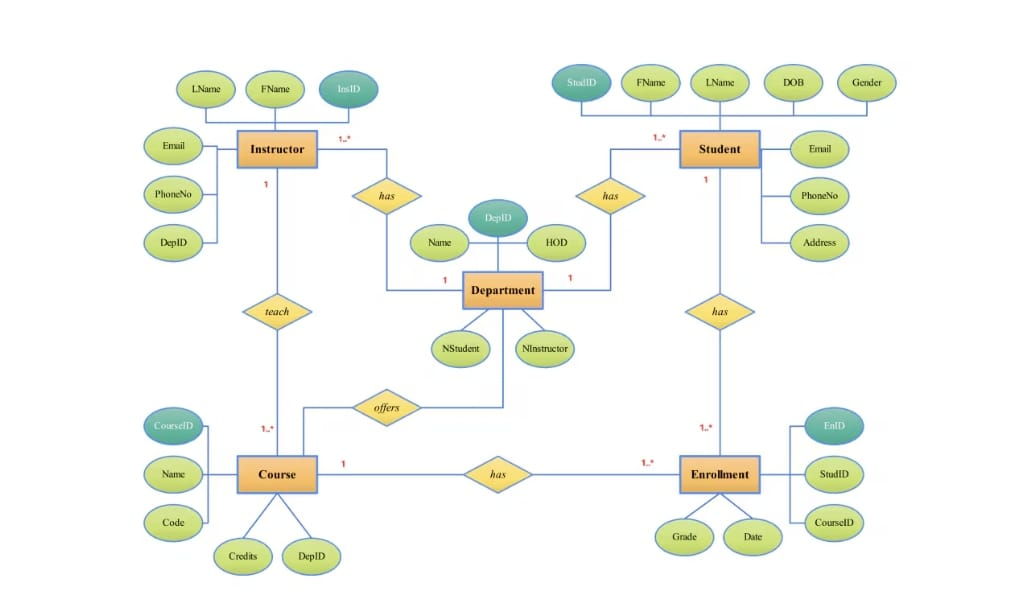 StudID FName LName DOB Gender
LName FName InsID
1..* 1..*
Email Instructor Student Email
1 1
PhoneNo has has PhoneNo
DepID
DepID Name HOD Address
1 1
Department
teach has
NStudent NInstructor
offers
CourseID 1..* 1..* EnID
1 1..*
Name Course has Enrollment StudID
Code CourseID
Grade Date
Credits DepID